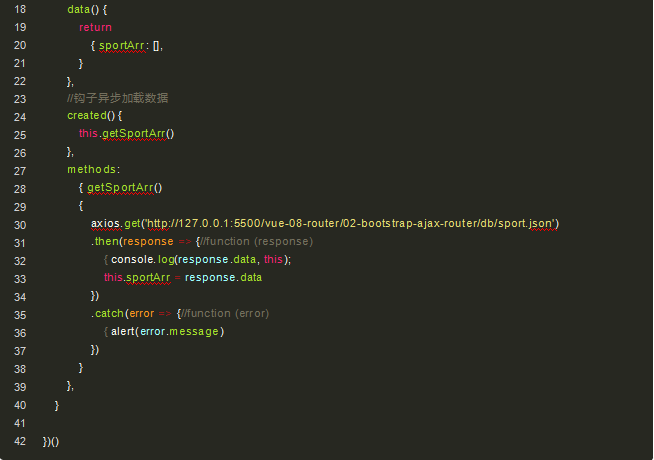 18 data() {
19 return
20 { sportArr: [],
21 }
22 },
23 //钩子异步加载数据
24 created() {
25 this.getSportArr()
26 },
27 methods:
28 { getSportArr()
29 {
30 axios.get('http://127.0.0.1:5500/vue-08-router/02-bootstrap-ajax-router/db/sport.json')
31 .then(response => {//function (response)
32 { console.log(response.data, this);
33 this.sportArr = response.data
34 })
35 .catch(error => {//function (error)
36 { alert(error.message)
37 })
38 }
39 },
40 }
41
42 })()